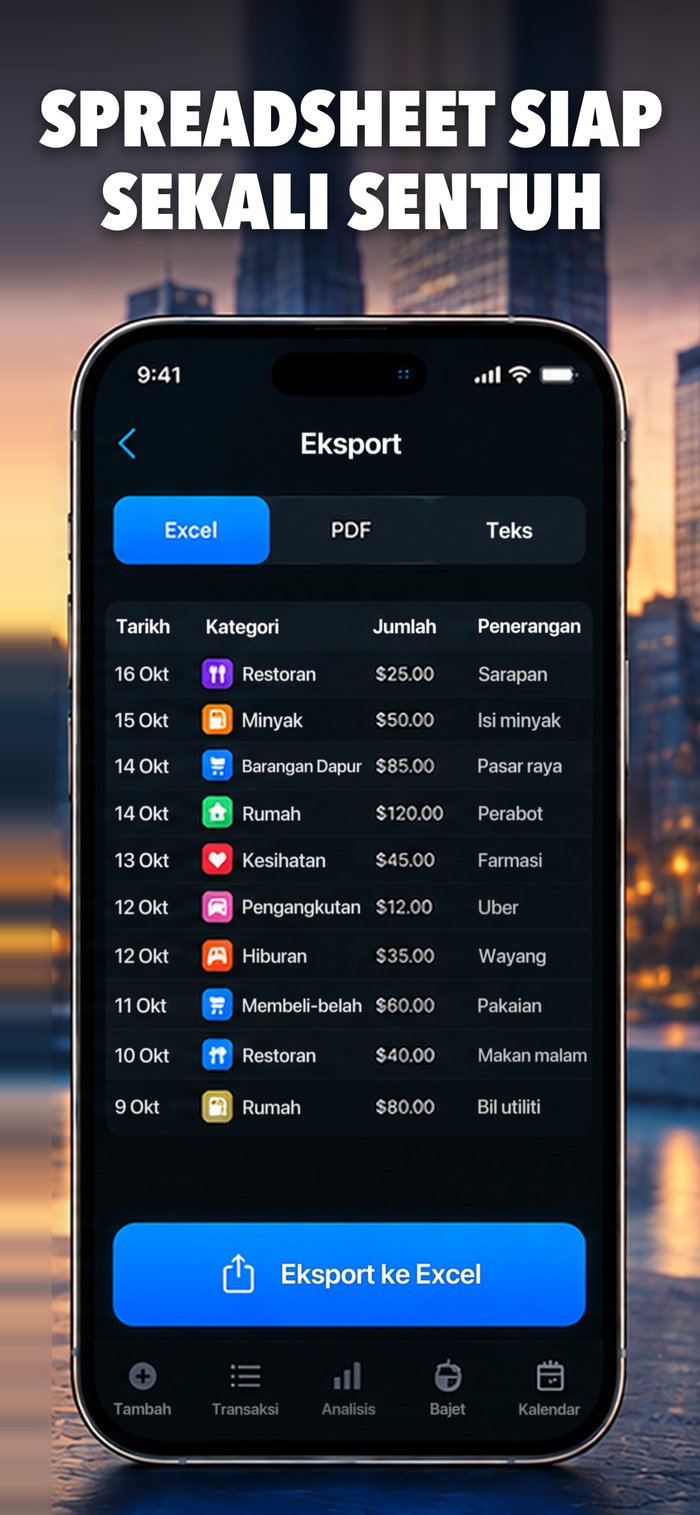 SPREADSHEET SIAP
SEKALI SENTUH
9:41
Eksport
Excel PDF Teks
Tarikh Kategori Jumlah Penerangan
16 Okt Restoran $25.00 Sarapan
15 Okt Minyak $50.00 Isi minyak
14 Okt Barangan Dapur $85.00 Pasar raya
14 Okt Rumah $120.00 Perabot
13 Okt Kesihatan $45.00 Farmasi
12 Okt Pengangkutan $12.00 Uber
12 Okt Hiburan $35.00 Wayang
11 Okt Membeli-belah $60.00 Pakaian
10 Okt Restoran $40.00 Makan malam
9 Okt Rumah $80.00 Bil utiliti
Eksport ke Excel
Tambah Transaksi Analisis Bajet Kalendar